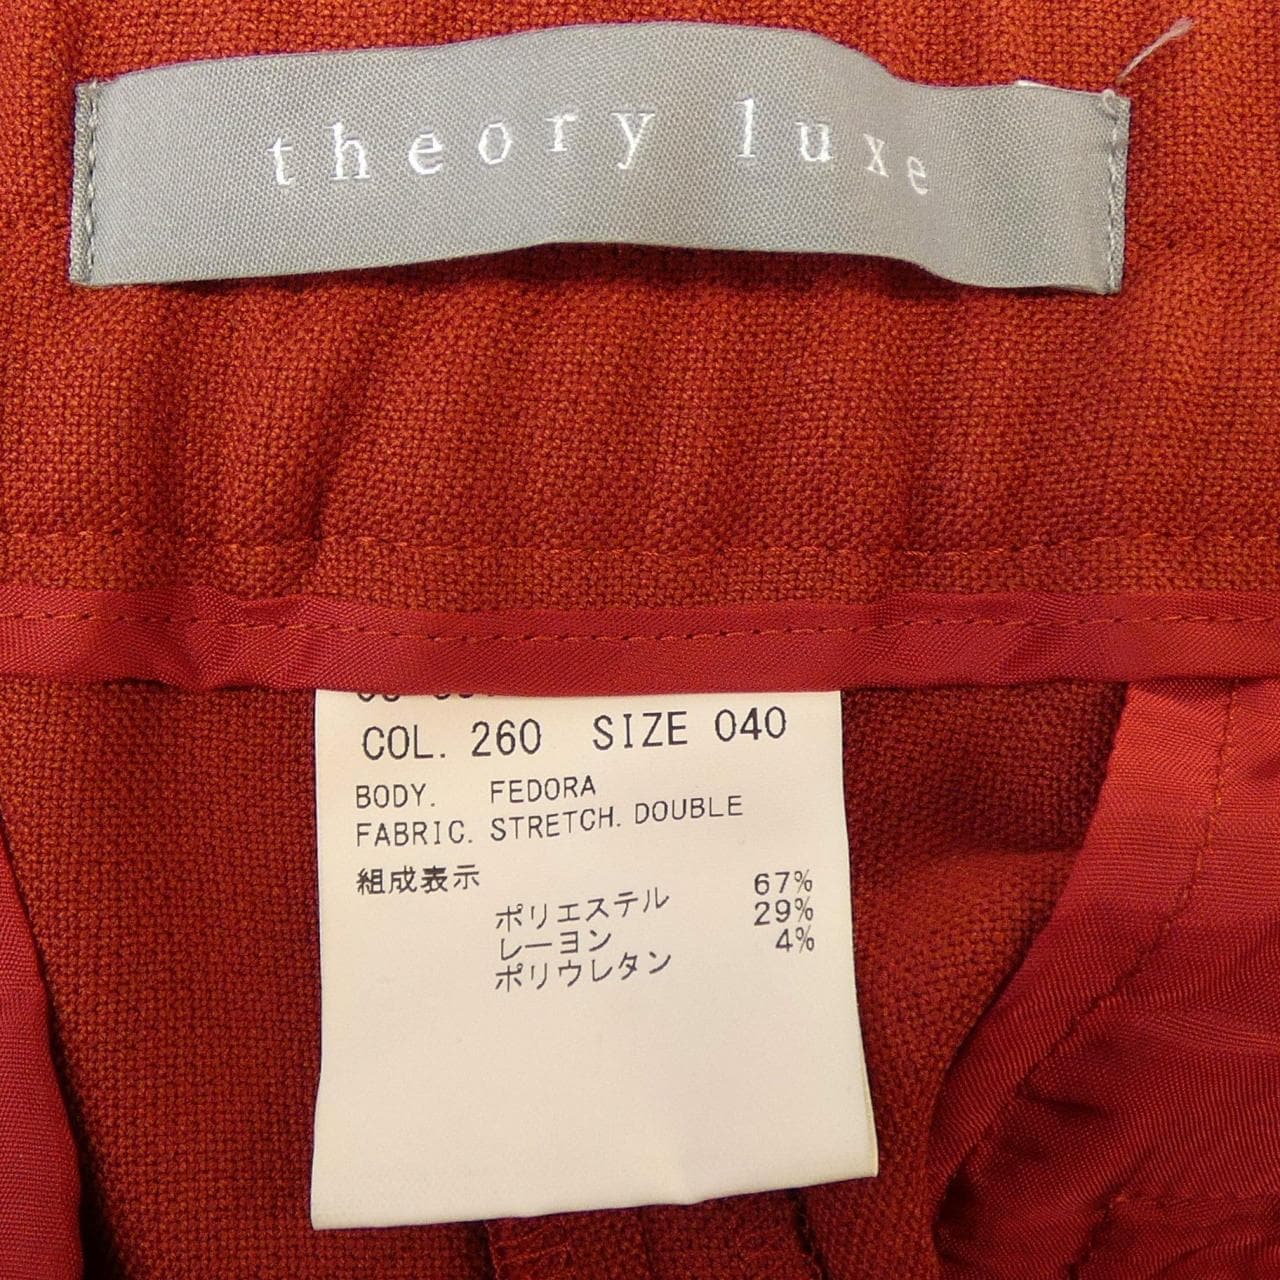 theory luxe
COL. 260 SIZE 040
BODY. FEDORA
FABRIC. STRETCH. DOUBLE
組成表示
ポリエステル 67%
レーヨン 29%
ポリウレタン 4%